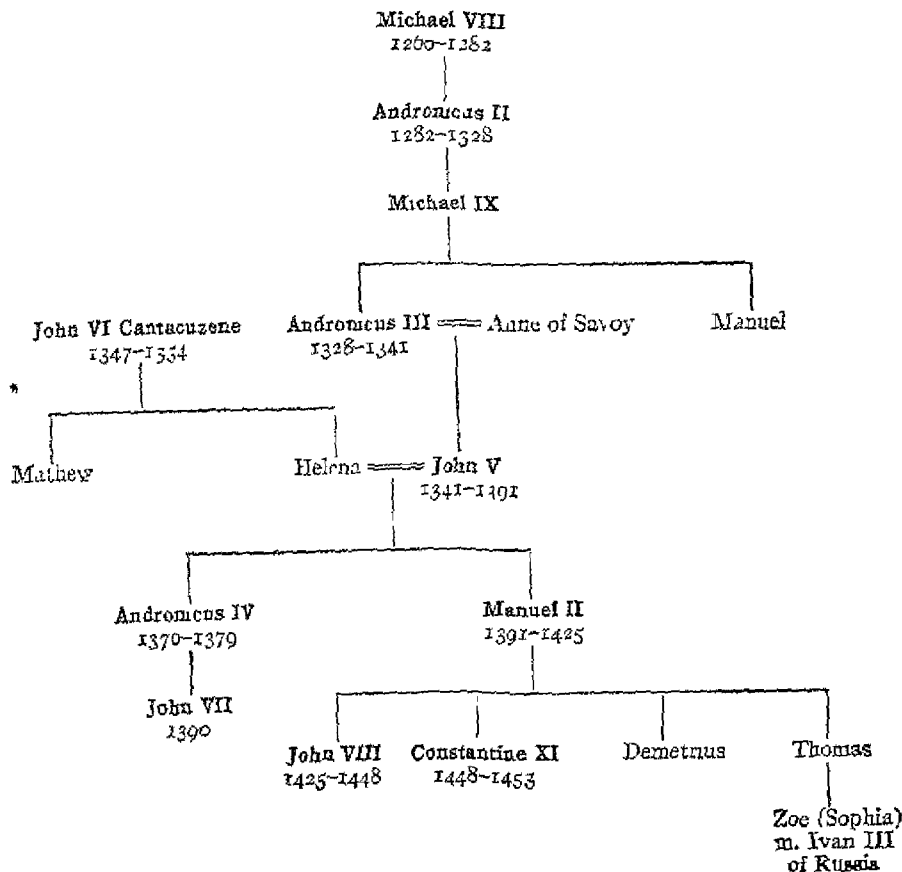 Michael VIII
1260–1282
Andronicus II
1282–1328
Michael IX
John VI Cantacuzene
1347–1354
Andronicus III
1328–1341
Anne of Savoy
Manuel
*
Mathew
Helena
John V
1341–1391
Andronicus IV
1370–1379
Manuel II
1391–1425
John VII
1390
John VIII
1425–1448
Constantine XI
1448–1453
Demetrius
Thomas
Zoe (Sophia)
m. Ivan III
of Russia